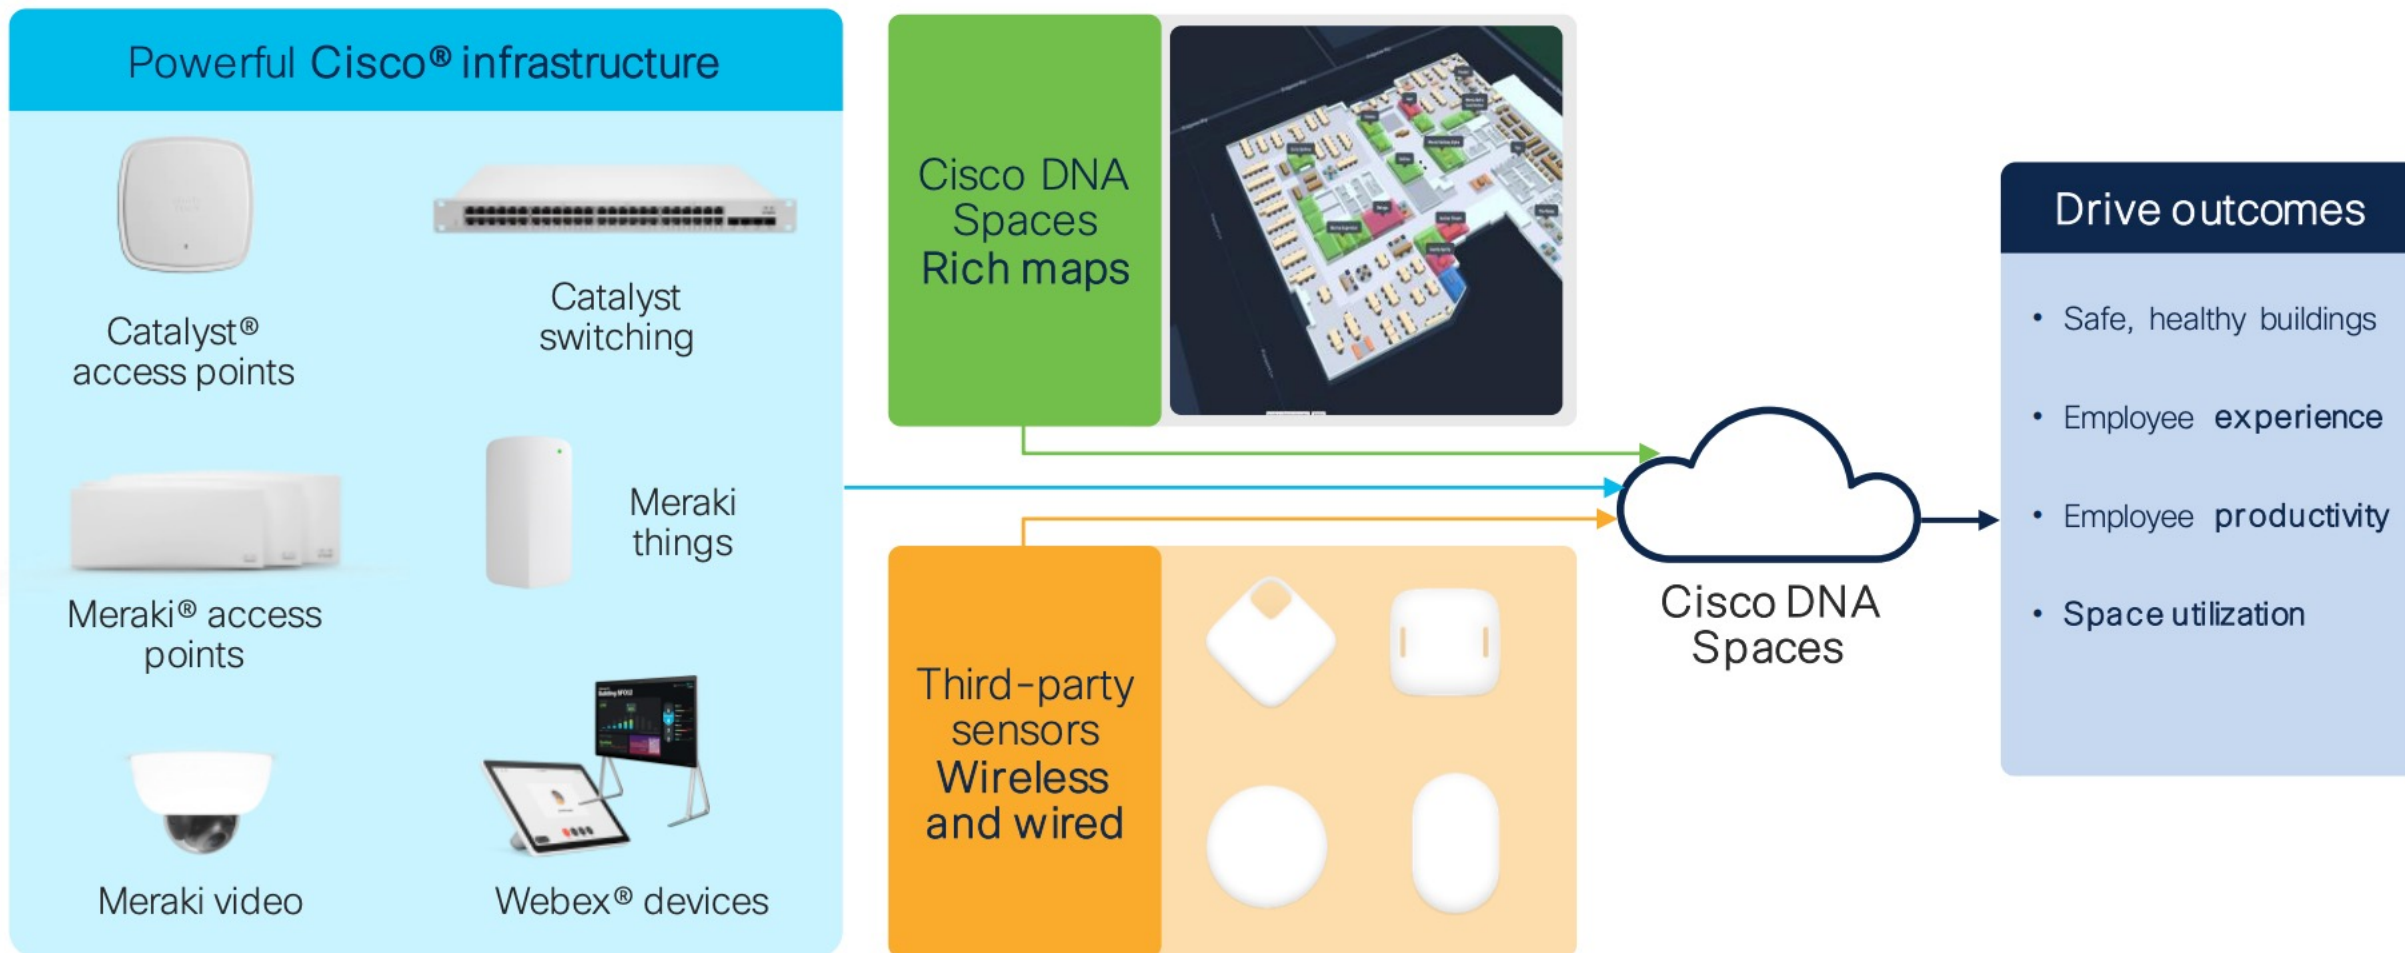 Powerful Cisco® infrastructure
Catalyst®
access points
Catalyst
switching
Meraki® access
points
Meraki
things
Meraki video
Webex® devices
Cisco DNA
Spaces
Rich maps
Third-party
sensors
Wireless
and wired
Cisco DNA
Spaces
Drive outcomes
• Safe, healthy buildings
• Employee experience
• Employee productivity
• Space utilization